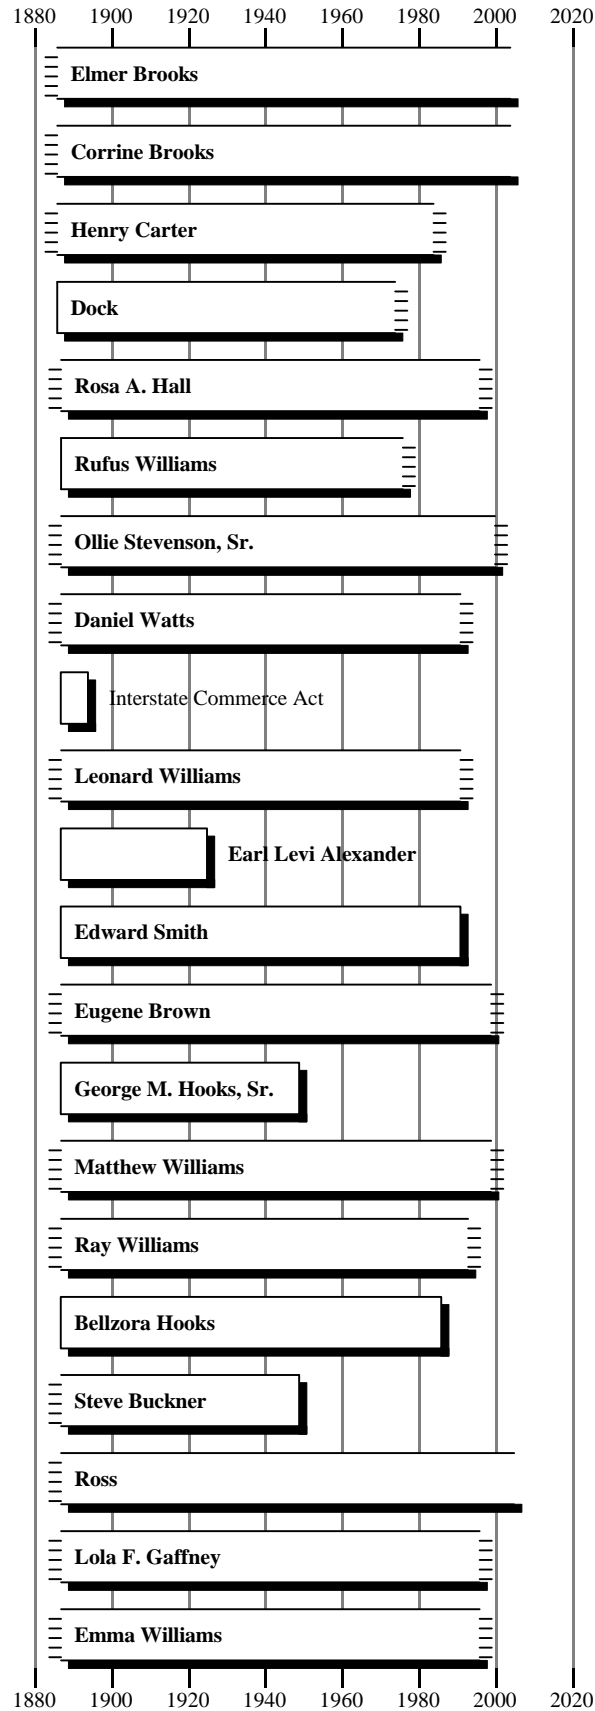 1880 1900 1920 1940 1960 1980 2000 2020
Elmer Brooks
Corrine Brooks
Henry Carter
Dock
Rosa A. Hall
Rufus Williams
Ollie Stevenson, Sr.
Daniel Watts
Interstate Commerce Act
Leonard Williams
Earl Levi Alexander
Edward Smith
Eugene Brown
George M. Hooks, Sr.
Matthew Williams
Ray Williams
Bellzora Hooks
Steve Buckner
Ross
Lola F. Gaffney
Emma Williams
1880 1900 1920 1940 1960 1980 2000 2020